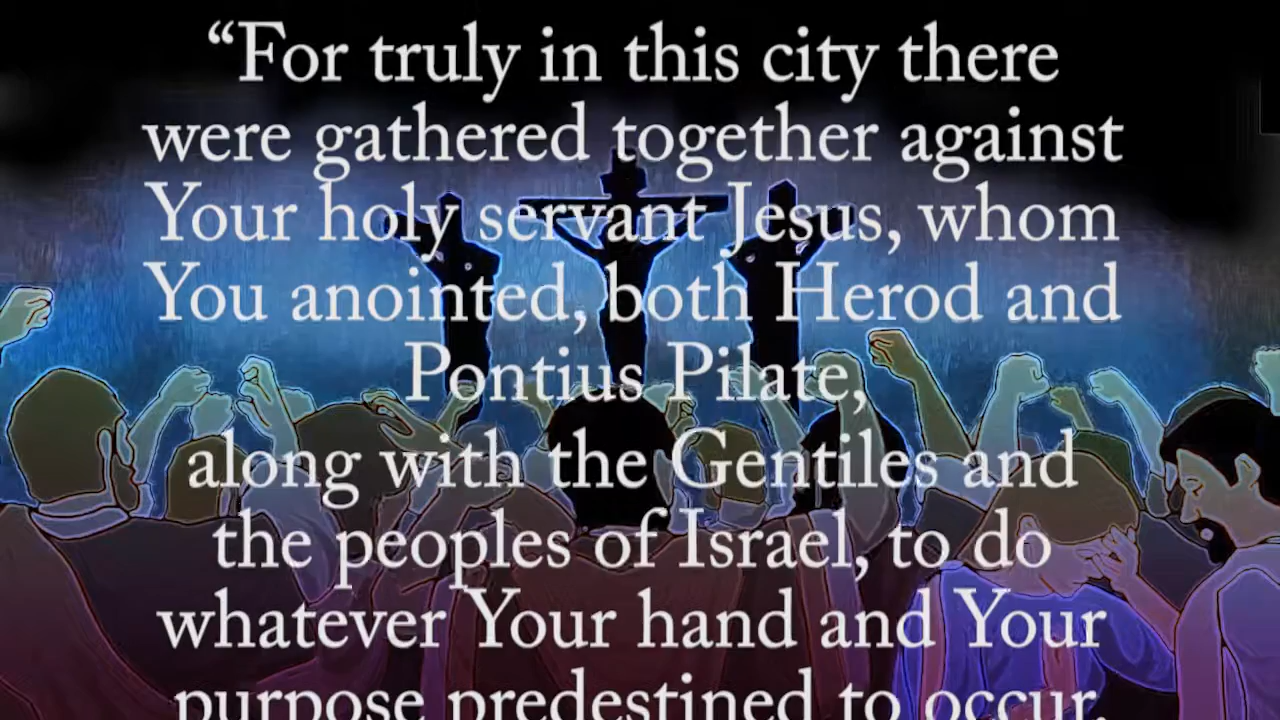 “For truly in this city there
were gathered together against
Your holy servant Jesus, whom
You anointed, both Herod and
Pontius Pilate,
along with the Gentiles and
the peoples of Israel, to do
whatever Your hand and Your
purpose predestined to occur